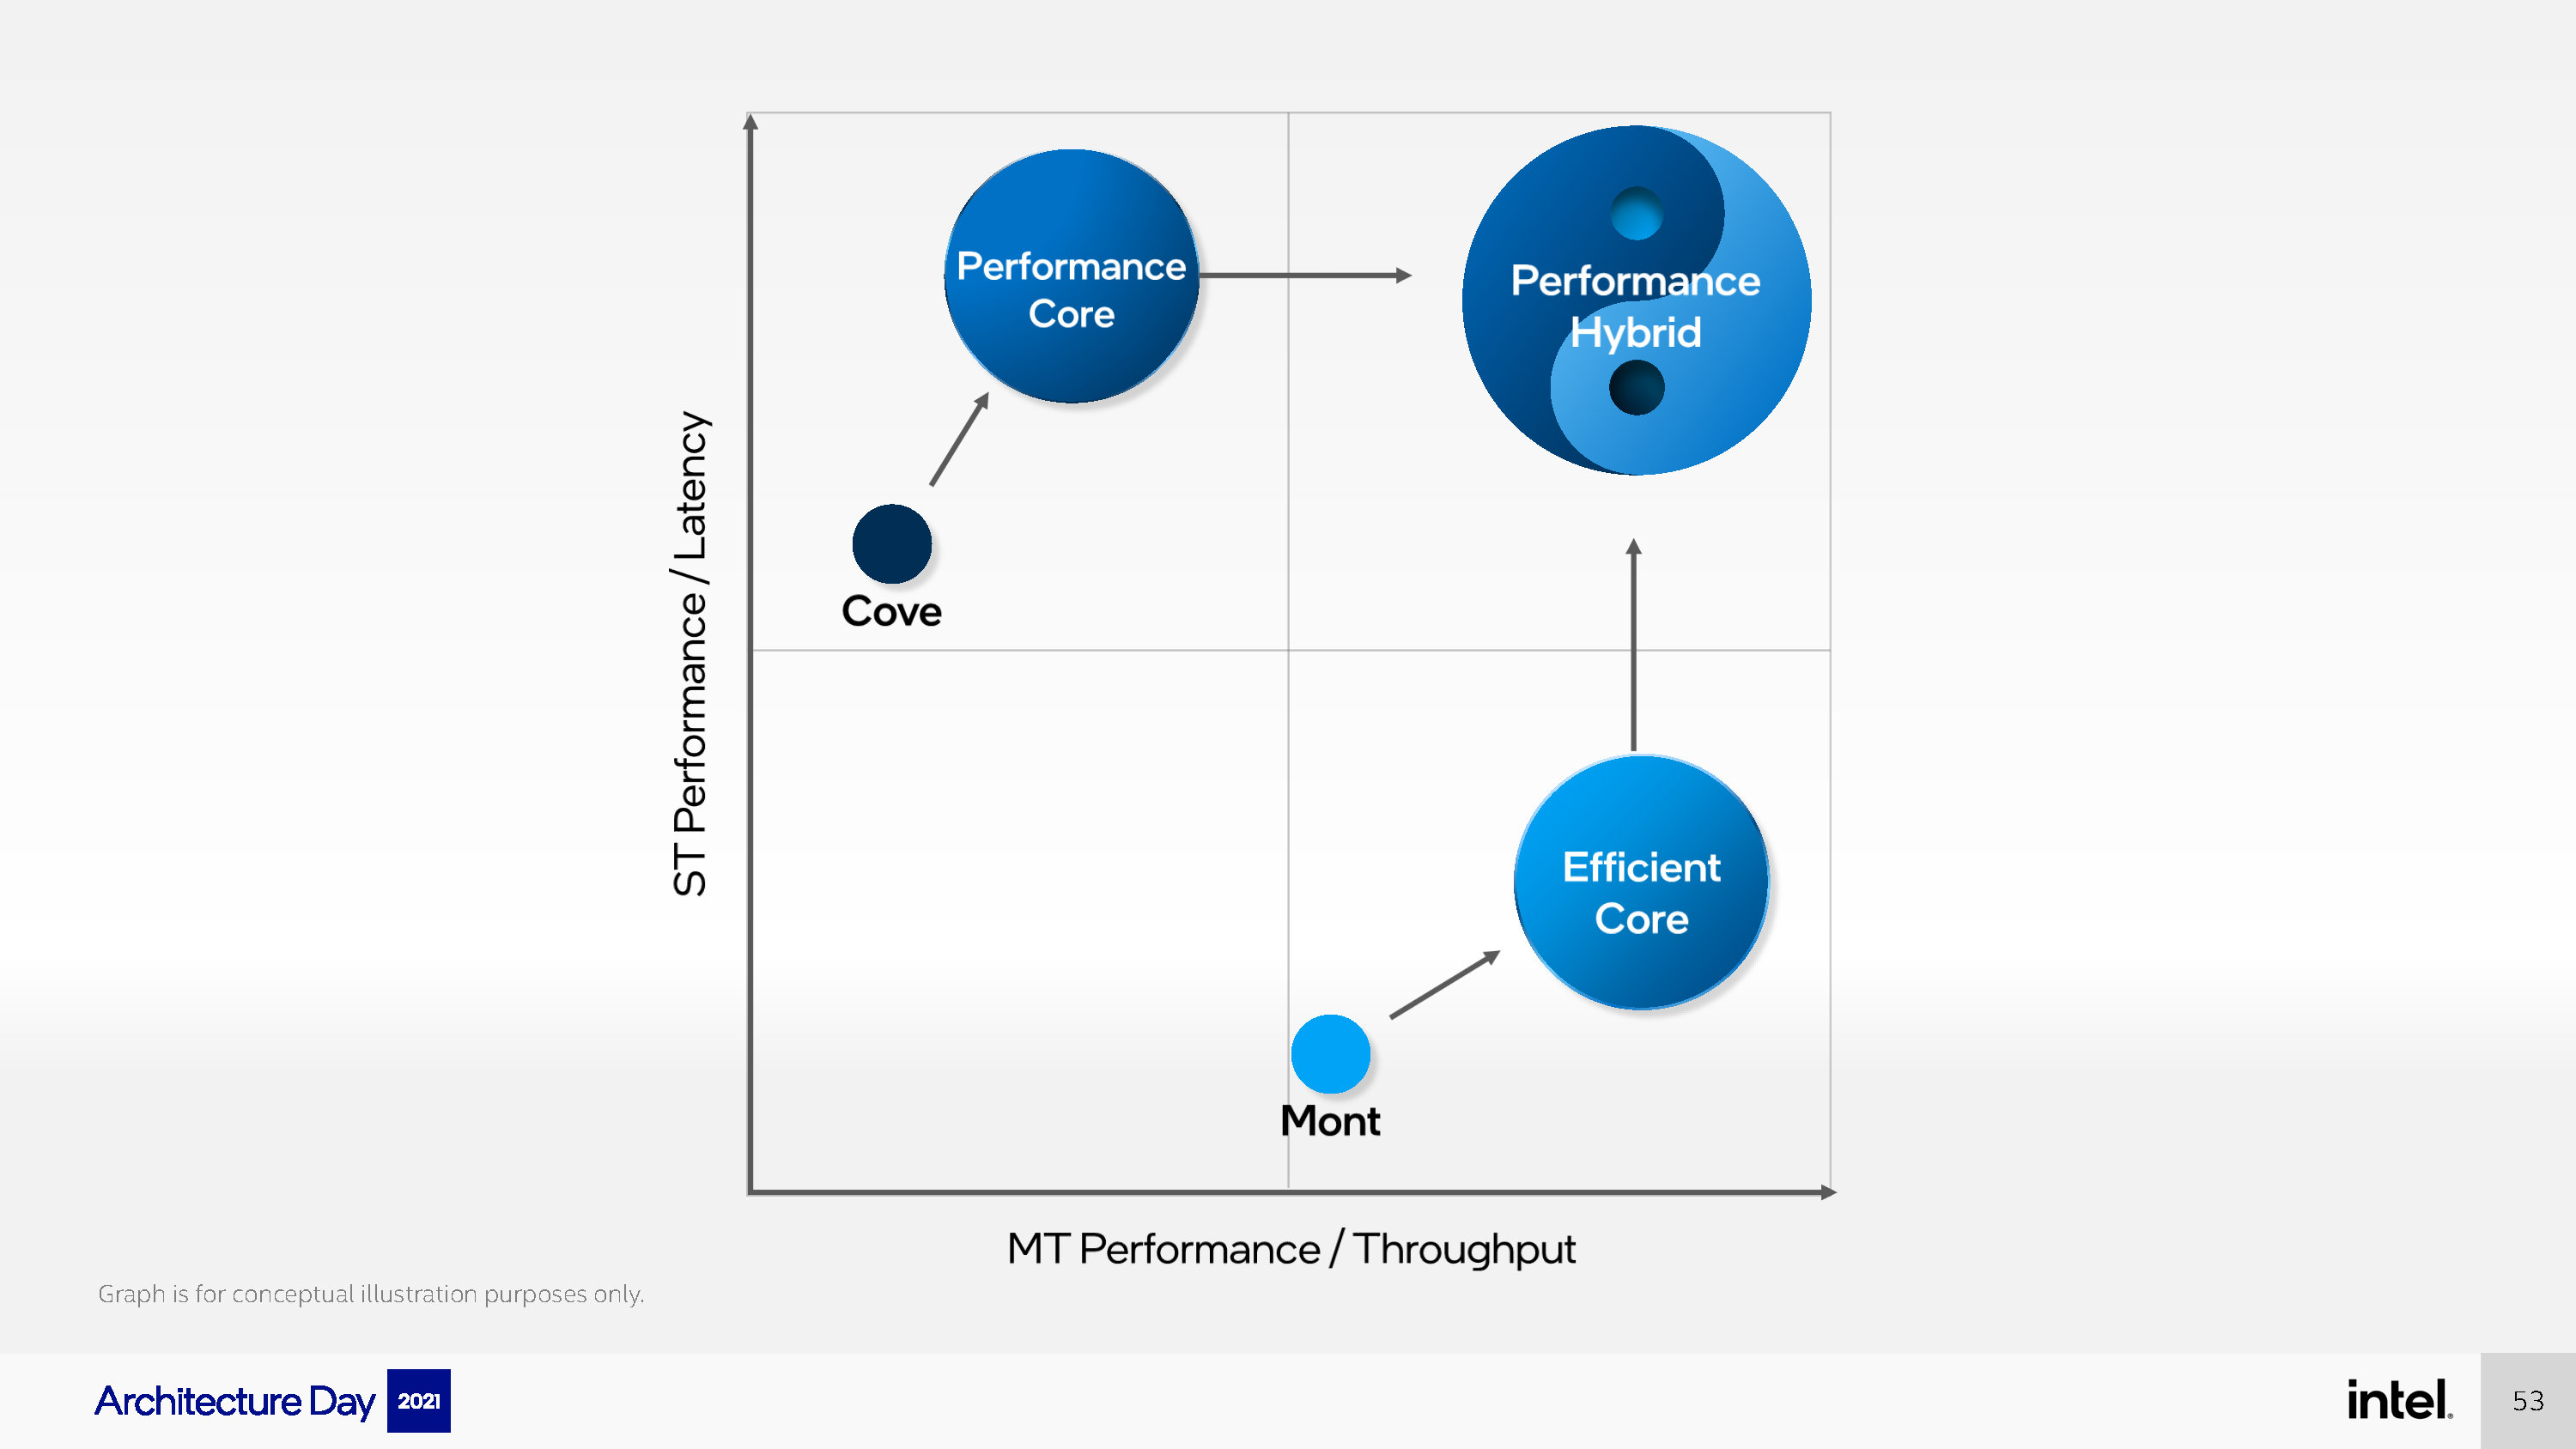 ST Performance / Latency
Performance
Core
Performance
Hybrid
Cove
Efficient
Core
Mont
MT Performance / Throughput
Graph is for conceptual illustration purposes only.
Architecture Day 2021
intel.
53